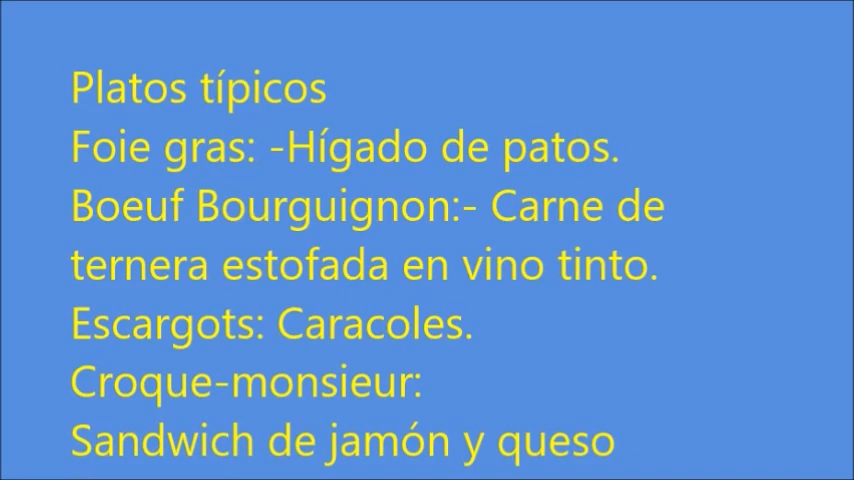 Platos típicos
Foie gras: -Hígado de patos.
Boeuf Bourguignon:- Carne de
ternera estofada en vino tinto.
Escargots: Caracoles.
Croque-monsieur:
Sandwich de jamón y queso